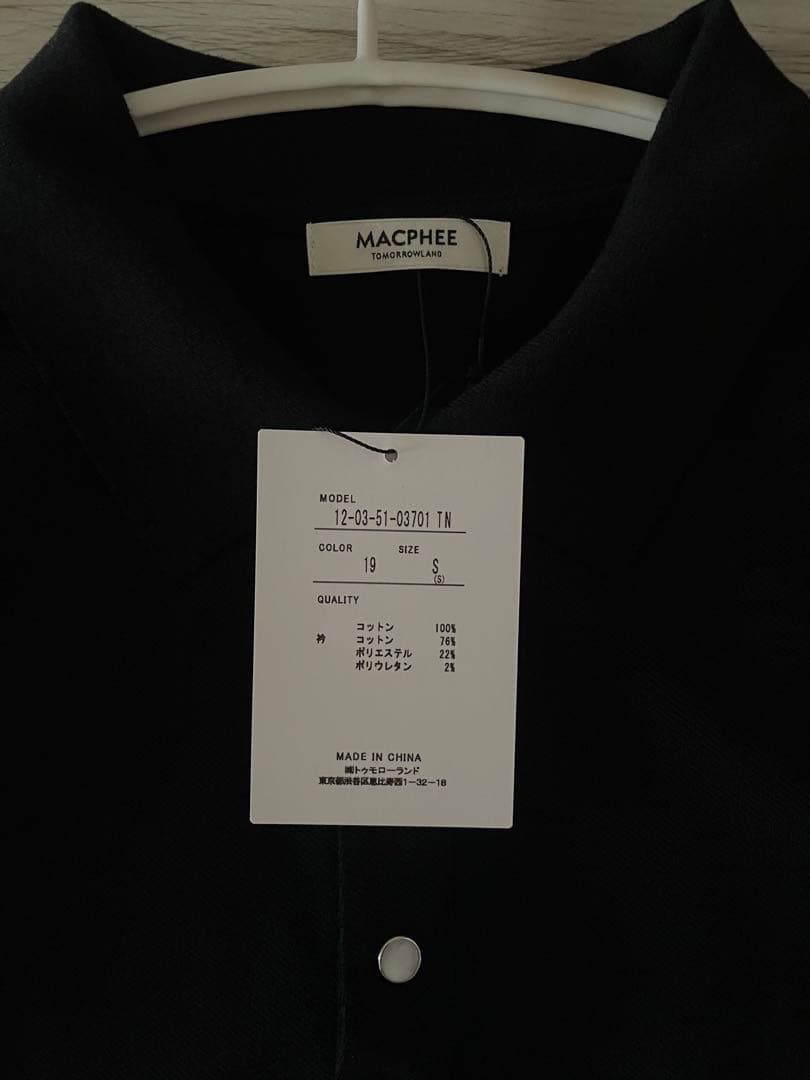 MACPHEE
TOMORROWLAND
MODEL
12-03-51-03701 TN
COLOR SIZE
19 S
(S)
QUALITY
コットン 100%
衿 コットン 76%
ポリエステル 22%
ポリウレタン 2%
MADE IN CHINA
㈱トゥモローランド
東京都渋谷区恵比寿西1-32-18